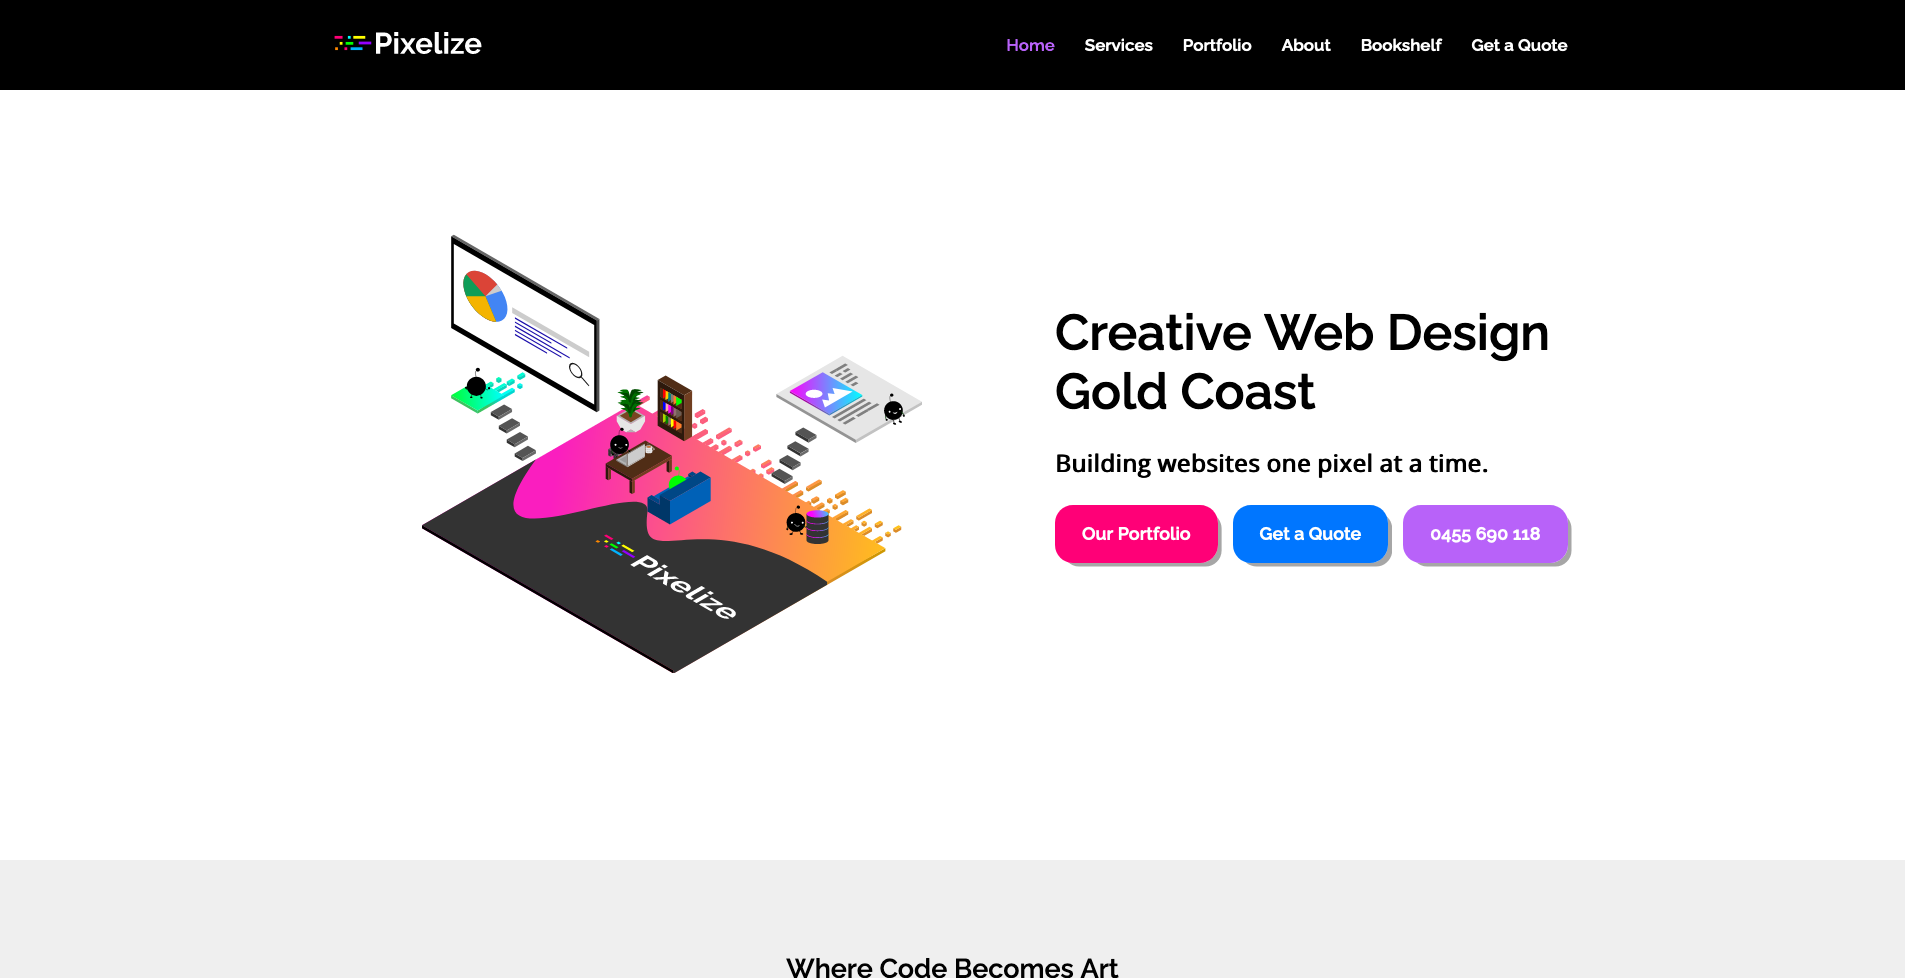 Pixelize
Home Services Portfolio About Bookshelf Get a Quote
Creative Web Design
Gold Coast
Building websites one pixel at a time.
Our Portfolio Get a Quote 0455 690 118
Pixelize
Where Code Becomes Art